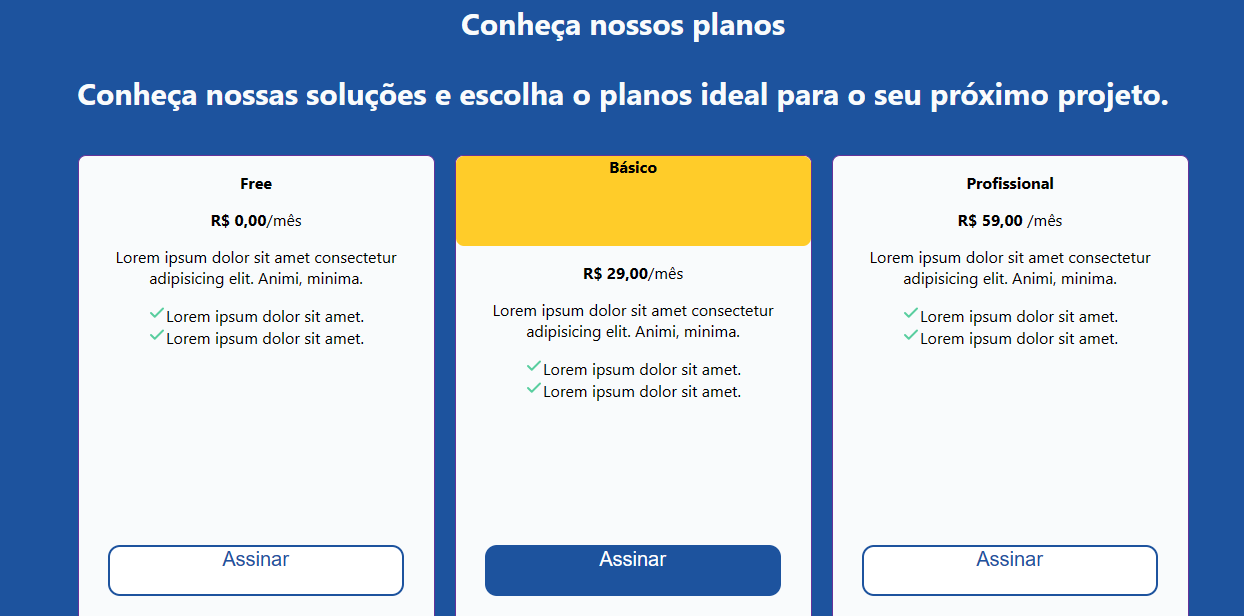 Conheça nossos planos
Conheça nossas soluções e escolha o planos ideal para o seu próximo projeto.
Free
R$ 0,00/mês
Lorem ipsum dolor sit amet consectetur
adipisicing elit. Animi, minima.
Lorem ipsum dolor sit amet.
Lorem ipsum dolor sit amet.
Assinar
Básico
R$ 29,00/mês
Lorem ipsum dolor sit amet consectetur
adipisicing elit. Animi, minima.
Lorem ipsum dolor sit amet.
Lorem ipsum dolor sit amet.
Assinar
Profissional
R$ 59,00 /mês
Lorem ipsum dolor sit amet consectetur
adipisicing elit. Animi, minima.
Lorem ipsum dolor sit amet.
Lorem ipsum dolor sit amet.
Assinar